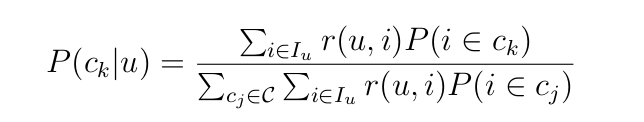 P(c_k|u) = \frac{\sum_{i \in I_u} r(u, i) P(i \in c_k)}{\sum_{c_j \in \mathcal{C}} \sum_{i \in I_u} r(u, i) P(i \in c_j)}